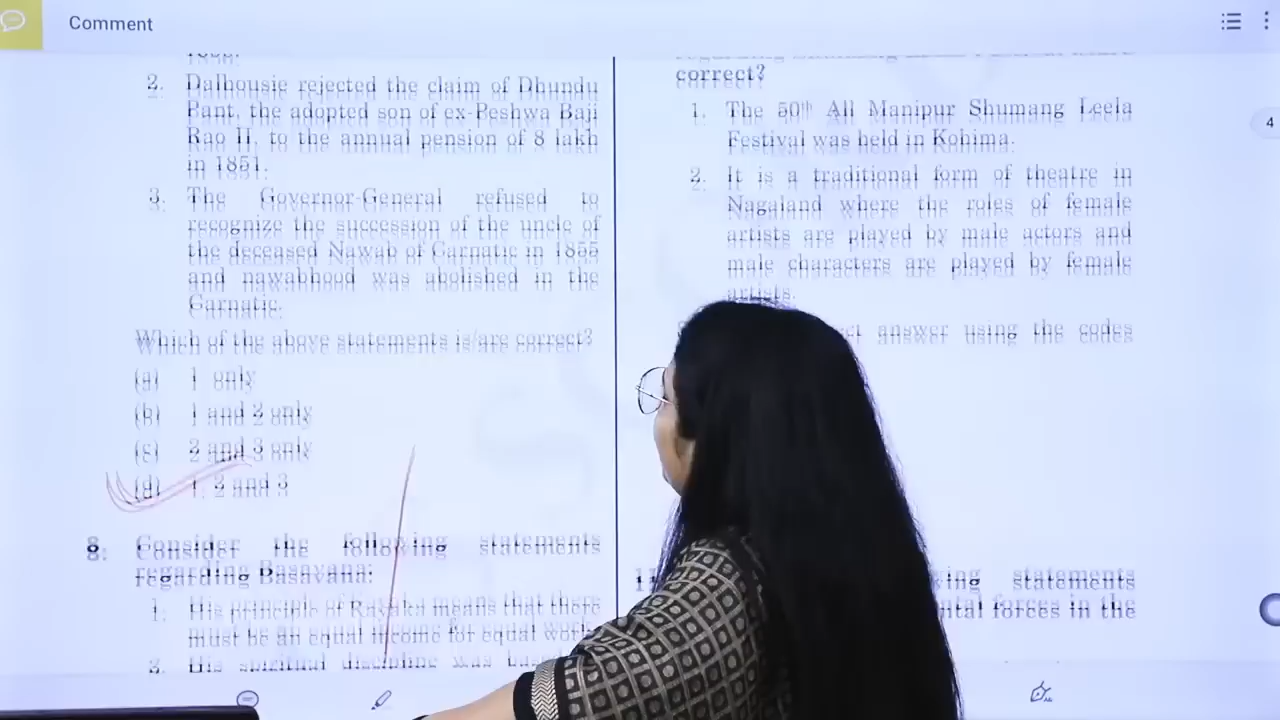 Comment
2. Dalhousie rejected the claim of Dhundu
Pant, the adopted son of ex-Peshwa Baji
Rao II, to the annual pension of 8 lakh
in 1851.
3. The Governor-General refused to
recognize the succession of the uncle of
the deceased Nawab of Carnatic in 1855
and nawabhood was abolished in the
Carnatic.
Which of the above statements is/are correct?
(a) 1 only
(b) 1 and 2 only
(c) 2 and 3 only
(d) 1, 2 and 3
8. Consider the following statements
regarding Basavana:
1. His principle of Kayaka means that there
must be an equal income for equal work
2. His spiritual discipline was
correct?
1. The 50th All Manipur Shumang Leela
Festival was held in Kohima.
2. It is a traditional form of theatre in
Nagaland where the roles of female
artists are played by male actors and
male characters are played by female
artists.
answer using the codes
statements
forces in the
4